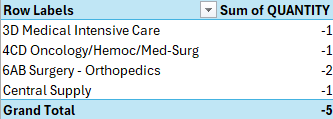 Row Labels Sum of QUANTITY
3D Medical Intensive Care -1
4CD Oncology/Hemoc/Med-Surg -1
6AB Surgery - Orthopedics -2
Central Supply -1
Grand Total -5